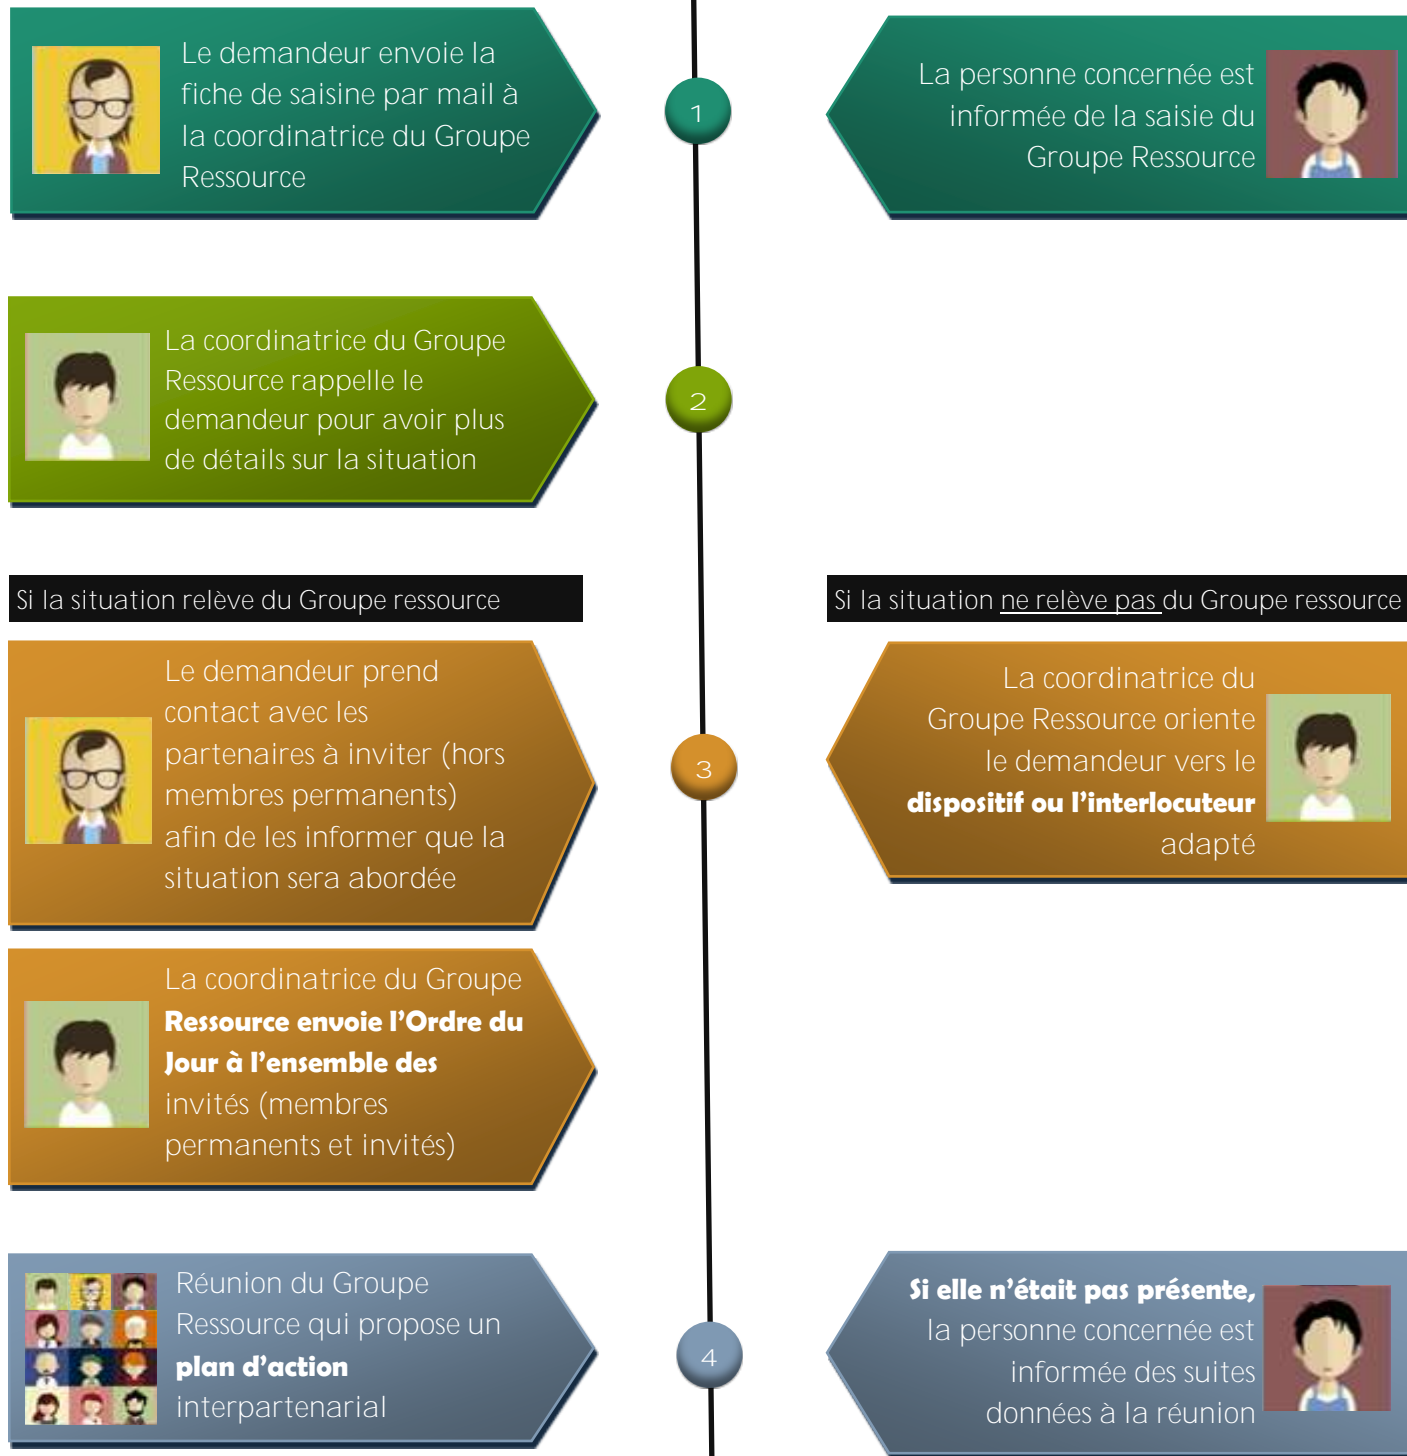 Le demandeur envoie la
fiche de saisine par mail à
la coordinatrice du Groupe
Ressource
1
La personne concernée est
informée de la saisie du
Groupe Ressource
La coordinatrice du Groupe
Ressource rappelle le
demandeur pour avoir plus
de détails sur la situation
2
Si la situation relève du Groupe ressource
Si la situation ne relève pas du Groupe ressource
Le demandeur prend
contact avec les
partenaires à inviter (hors
membres permanents)
afin de les informer que la
situation sera abordée
3
La coordinatrice du
Groupe Ressource oriente
le demandeur vers le
dispositif ou l’interlocuteur
adapté
La coordinatrice du Groupe
Ressource envoie l’Ordre du
Jour à l’ensemble des
invités (membres
permanents et invités)
Réunion du Groupe
Ressource qui propose un
plan d’action
interpartenarial
4
Si elle n’était pas présente,
la personne concernée est
informée des suites
données à la réunion